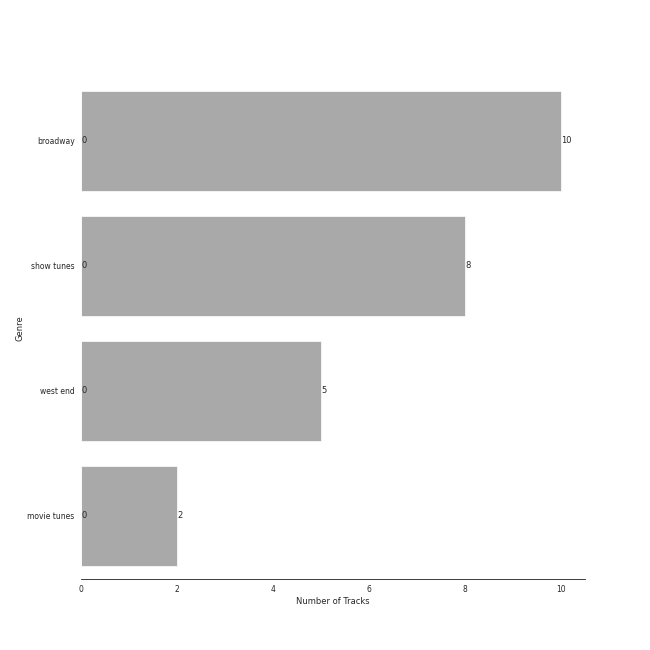 broadway 0 10
show tunes 0 8
Genre
west end 0 5
movie tunes 0 2
0 2 4 6 8 10
Number of Tracks